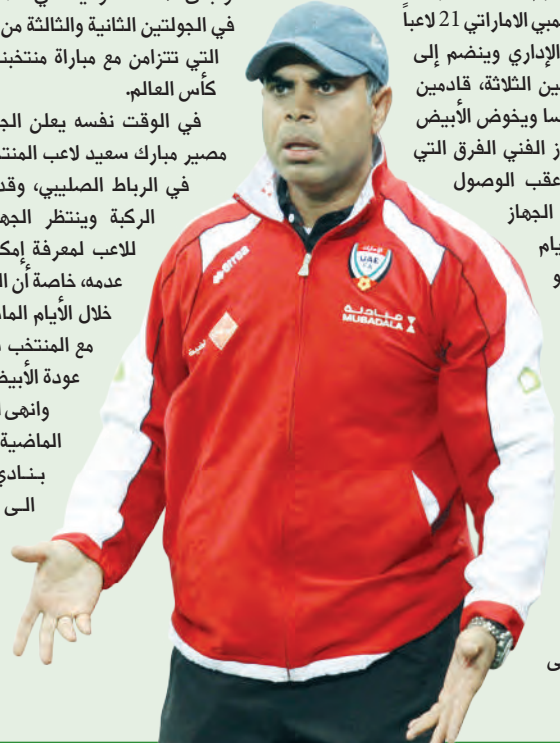 مبي الاماراتي 21 لاعباً
الإداري وينضم إلى
ين الثلاثة، قادمين
سا ويخوض الأبيض
ز الفني الفرق التي
عقب الوصول
الجهاز
يام
و
ى
في الجولتين الثانية والثالثة من
التي تتزامن مع مباراة منتخبنا
كأس العالم.
في الوقت نفسه يعلن الج
مصير مبارك سعيد لاعب المنت
في الرباط الصليبي، وقد
الركبة وينتظر الجه
للاعب لمعرفة إمك
عدمه، خاصة أن ال
خلال الأيام الما
مع المنتخب
عودة الأبيض
وانهى ا
الماضية
بنادي
الى
errea
الإمارات
UAE
F.A
مبادلة
MUBADALA